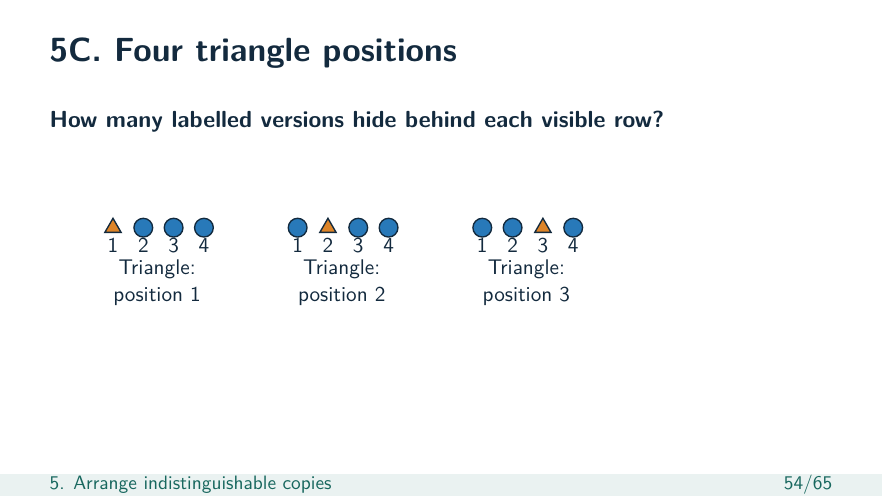 5C. Four triangle positions
How many labelled versions hide behind each visible row?
1 2 3 4
Triangle:
position 1
1 2 3 4
Triangle:
position 2
1 2 3 4
Triangle:
position 3
5. Arrange indistinguishable copies
54/65